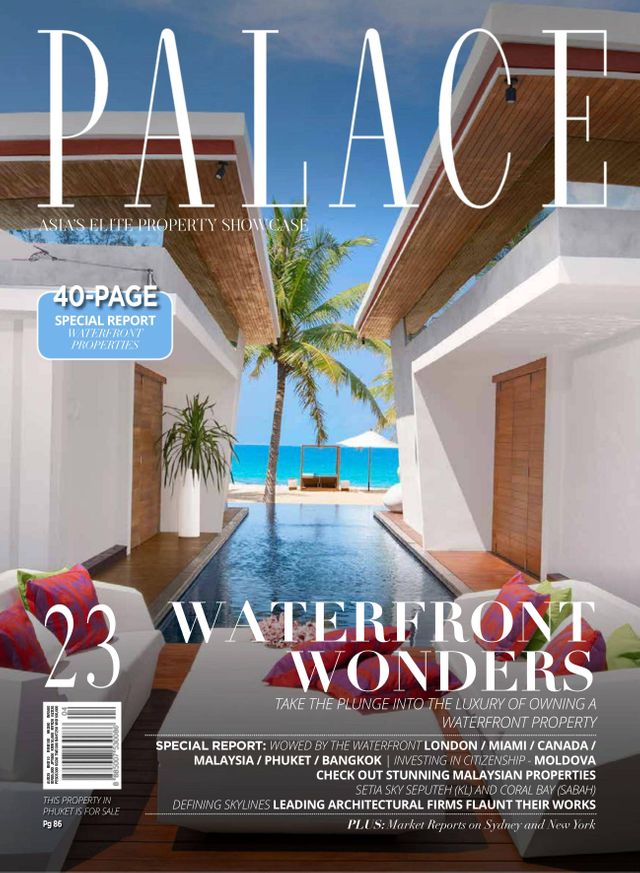 PALACE
ASIA'S ELITE PROPERTY SHOWCASE
40-PAGE
SPECIAL REPORT
WATERFRONT
PROPERTIES
23
WATERFRONT
WONDERS
TAKE THE PLUNGE INTO THE LUXURY OF OWNING A
WATERFRONT PROPERTY
SPECIAL REPORT: WOWED BY THE WATERFRONT LONDON / MIAMI / CANADA /
MALAYSIA / PHUKET / BANGKOK | INVESTING IN CITIZENSHIP - MOLDOVA
CHECK OUT STUNNING MALAYSIAN PROPERTIES
SETIA SKY SEPUTEH (KL) AND CORAL BAY (SABAH)
DEFINING SKYLINES LEADING ARCHITECTURAL FIRMS FLAUNT THEIR WORKS
PLUS: Market Reports on Sydney and New York
04
THIS PROPERTY IN
PHUKET IS FOR SALE
Pg 86